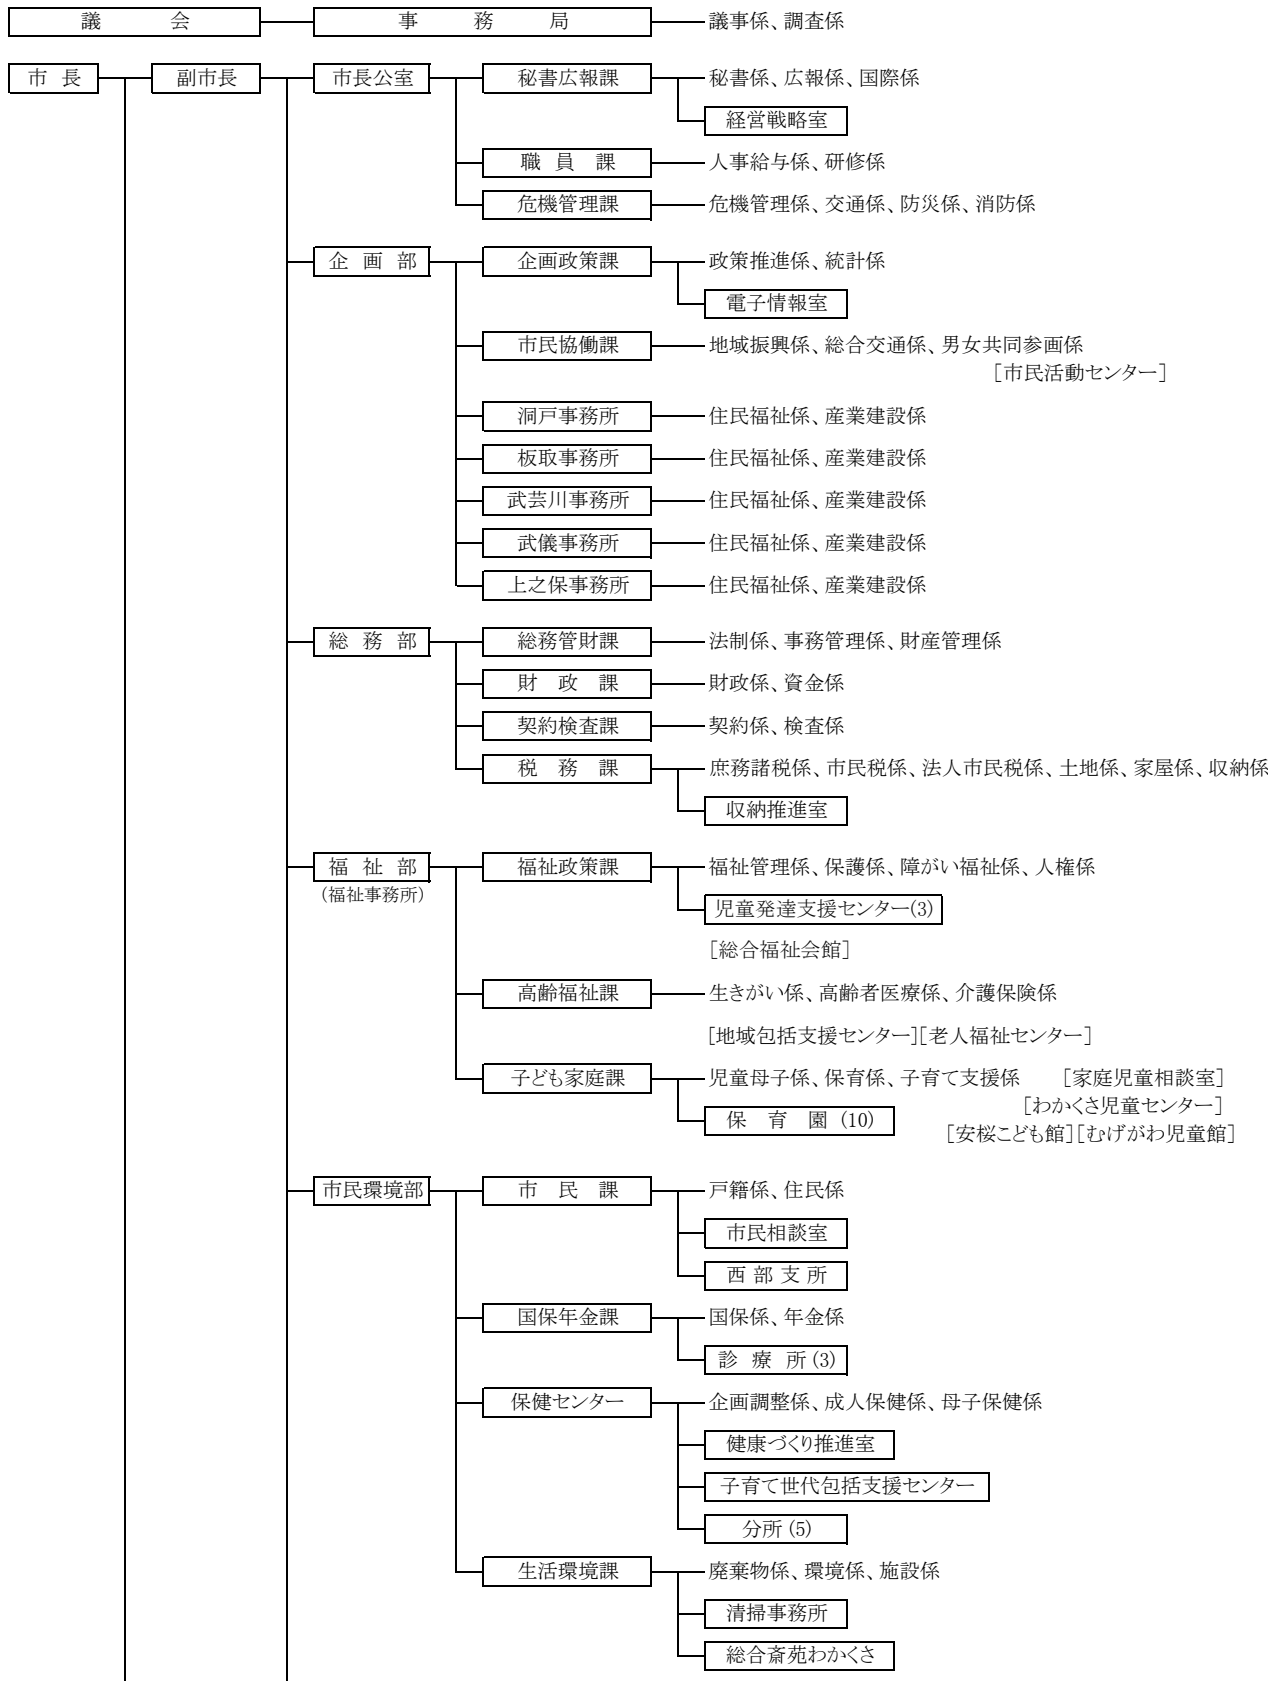 議会 事務局 議事係、調査係
市長 副市長 市長公室 秘書広報課 秘書係、広報係、国際係
経営戦略室
職員課 人事給与係、研修係
危機管理課 危機管理係、交通係、防災係、消防係
企画部 企画政策課 政策推進係、統計係
電子情報室
市民協働課 地域振興係、総合交通係、男女共同参画係
[市民活動センター]
洞戸事務所 住民福祉係、産業建設係
板取事務所 住民福祉係、産業建設係
武芸川事務所 住民福祉係、産業建設係
武儀事務所 住民福祉係、産業建設係
上之保事務所 住民福祉係、産業建設係
総務部 総務管財課 法制係、事務管理係、財産管理係
財政課 財政係、資金係
契約検査課 契約係、検査係
税務課 庶務諸税係、市民税係、法人市民税係、土地係、家屋係、収納係
収納推進室
福祉部 福祉政策課 福祉管理係、保護係、障がい福祉係、人権係
(福祉事務所) 児童発達支援センター(3)
[総合福祉会館]
高齢福祉課 生きがい係、高齢者医療係、介護保険係
[地域包括支援センター][老人福祉センター]
子ども家庭課 児童母子係、保育係、子育て支援係 [家庭児童相談室]
[わかくさ児童センター]
保育園(10) [安桜こども館][むげがわ児童館]
市民環境部 市民課 戸籍係、住民係
市民相談室
西部支所
国保年金課 国保係、年金係
診療所(3)
保健センター 企画調整係、成人保健係、母子保健係
健康づくり推進室
子育て世代包括支援センター
分所(5)
生活環境課 廃棄物係、環境係、施設係
清掃事務所
総合斎苑わかくさ